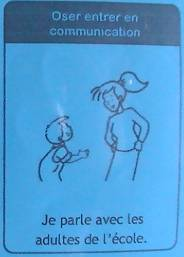 Oser entrer en
communication
Je parle avec les
adultes de l'école.